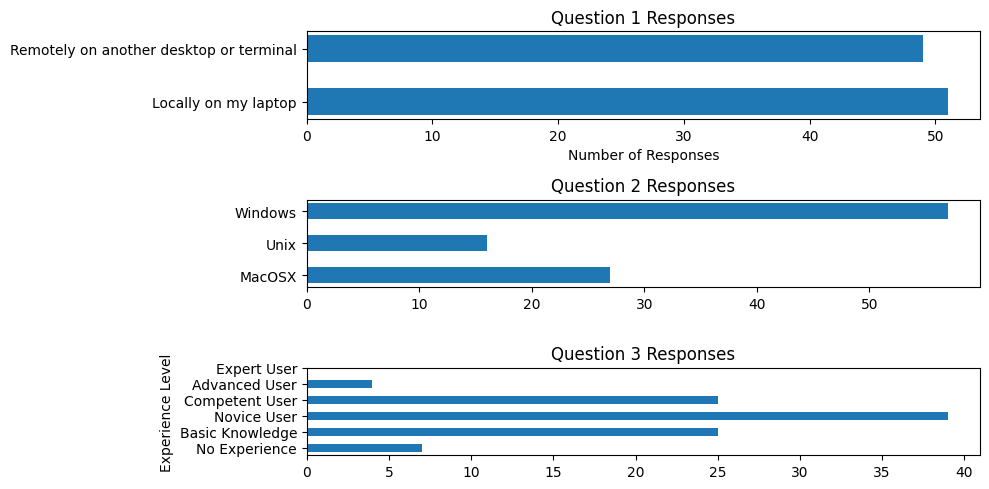 Question 1 Responses
Remotely on another desktop or terminal
Locally on my laptop
0 10 20 30 40 50
Number of Responses
Question 2 Responses
Windows
Unix
MacOSX
0 10 20 30 40 50
Question 3 Responses
Experience Level
Expert User
Advanced User
Competent User
Novice User
Basic Knowledge
No Experience
0 5 10 15 20 25 30 35 40